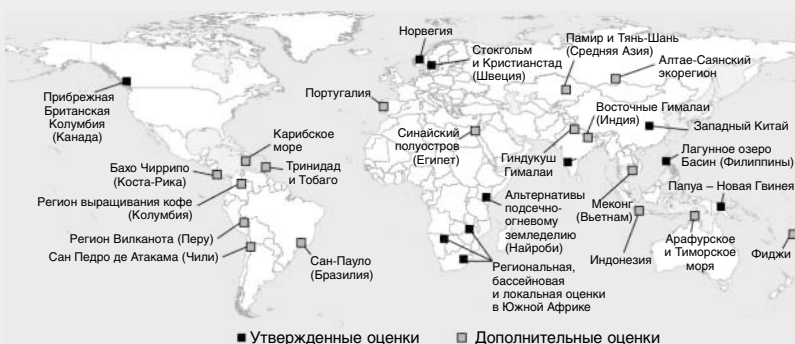 Норвегия
Стокгольм
и Кристианстад
(Швеция)
Памир и Тянь-Шань
(Средняя Азия)
Алтае-Саянский
экорегион
Прибрежная
Британская
Колумбия
(Канада)
Португалия
Карибское
море
Синайский
полуостров
(Египет)
Восточные Гималаи
(Индия)
Западный Китай
Бахо Чиррипо
(Коста-Рика)
Тринидад
и Тобаго
Гиндукуш
Гималаи
Лагунное озеро
Басин (Филиппины)
Регион выращивания кофе
(Колумбия)
Альтернативы
подсечно-
огневому
земледелию
(Найроби)
Меконг
(Вьетнам)
Папуа – Новая Гвинея
Регион Вилканота (Перу)
Сан Педро де Атакама (Чили)
Сан-Пауло
(Бразилия)
Региональная,
бассейновая
и локальная оценки
в Южной Африке
Индонезия
Арафурское
и Тиморское
моря
Фиджи
Утвержденные оценки
Дополнительные оценки